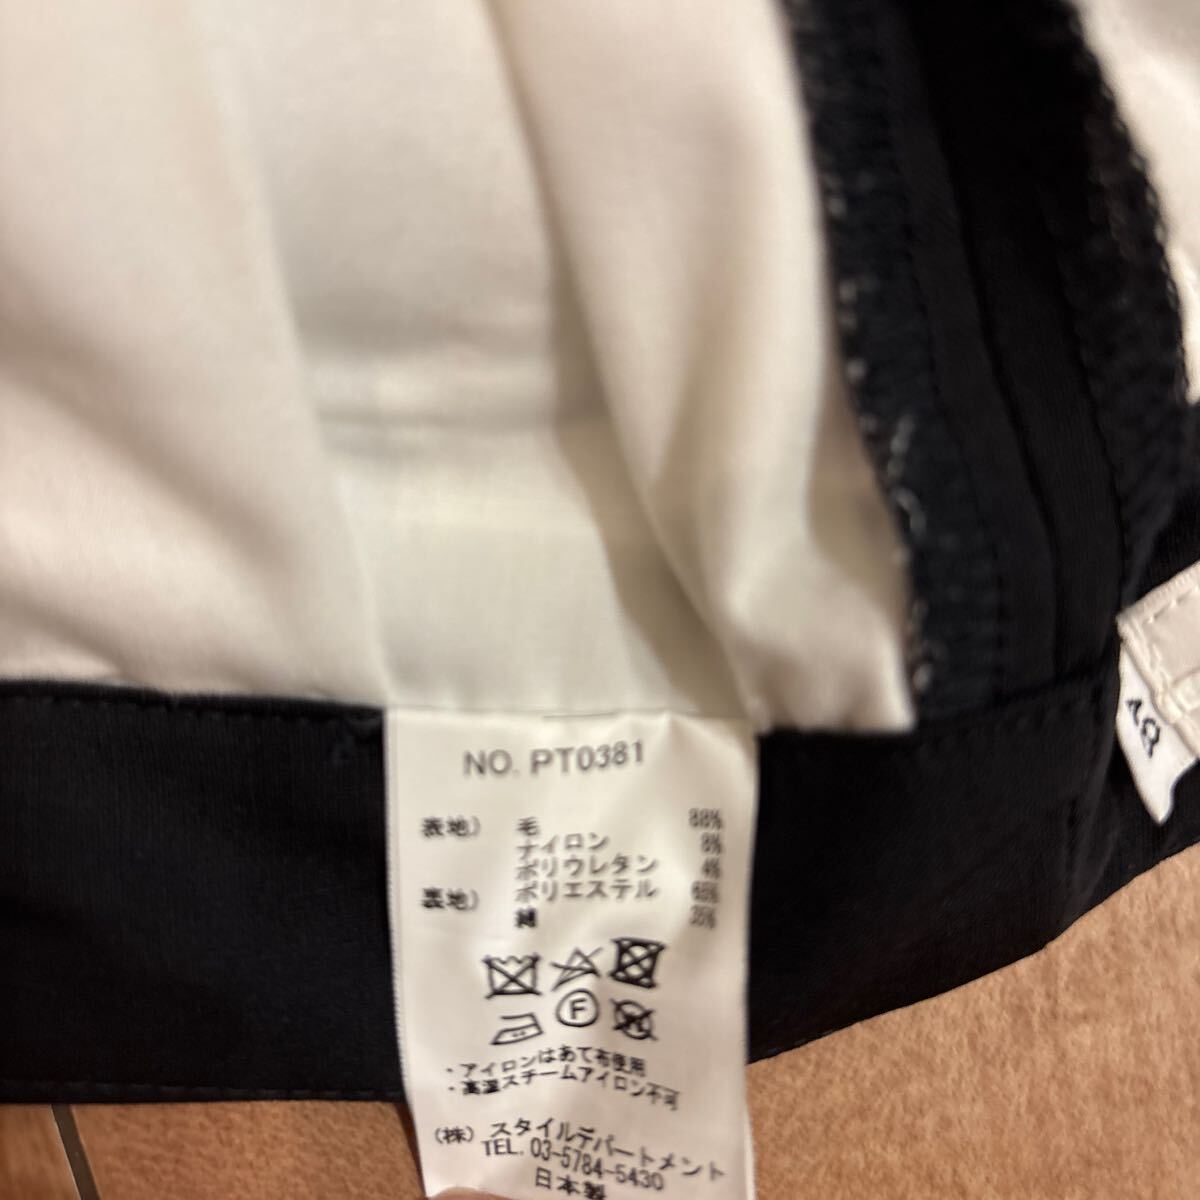 NO. PT0381
表地) 毛 88%
ナイロン 8%
ポリウレタン 4%
裏地) ポリエステル 65%
綿 35%
F
・アイロンはあて布使用
・高温スチームアイロン不可
(株) スタイルデパートメント
TEL. 03-5784-5430
日本製